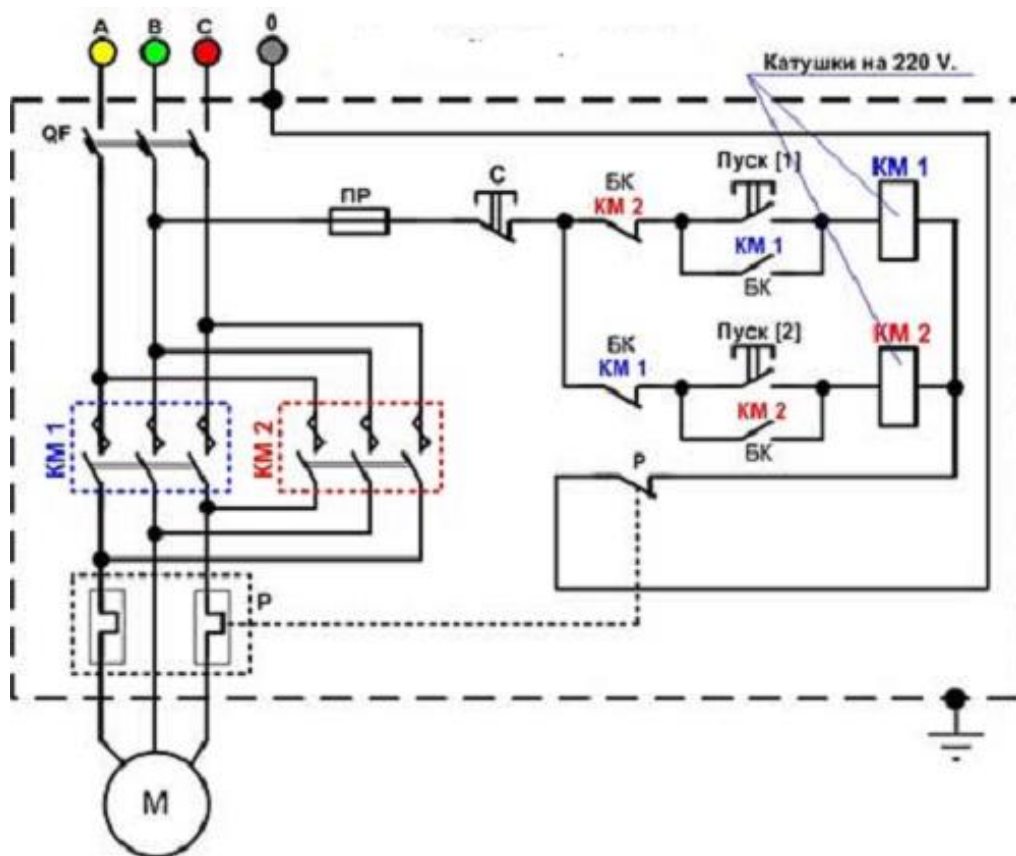 A B C 0
Катушки на 220 V.
QF
ПР
С
БК
КМ 2
Пуск [1]
КМ 1
КМ 1
БК
БК
КМ 1
Пуск [2]
КМ 2
КМ 2
БК
КМ 1
КМ 2
Р
Р
М